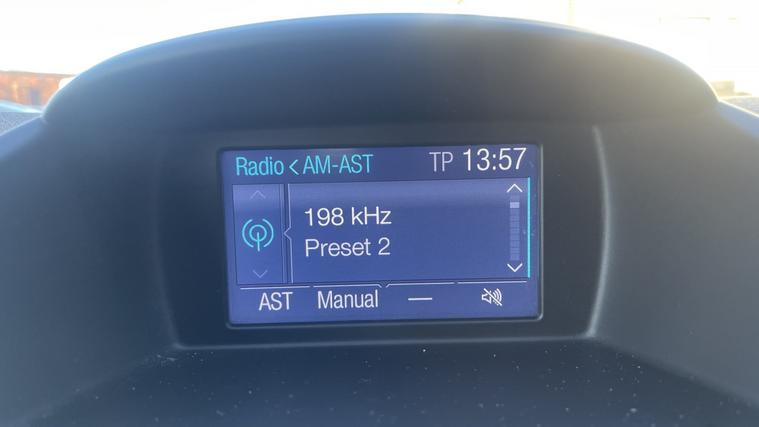 Radio < AM-AST TP 13:57
198 kHz
Preset 2
AST Manual —